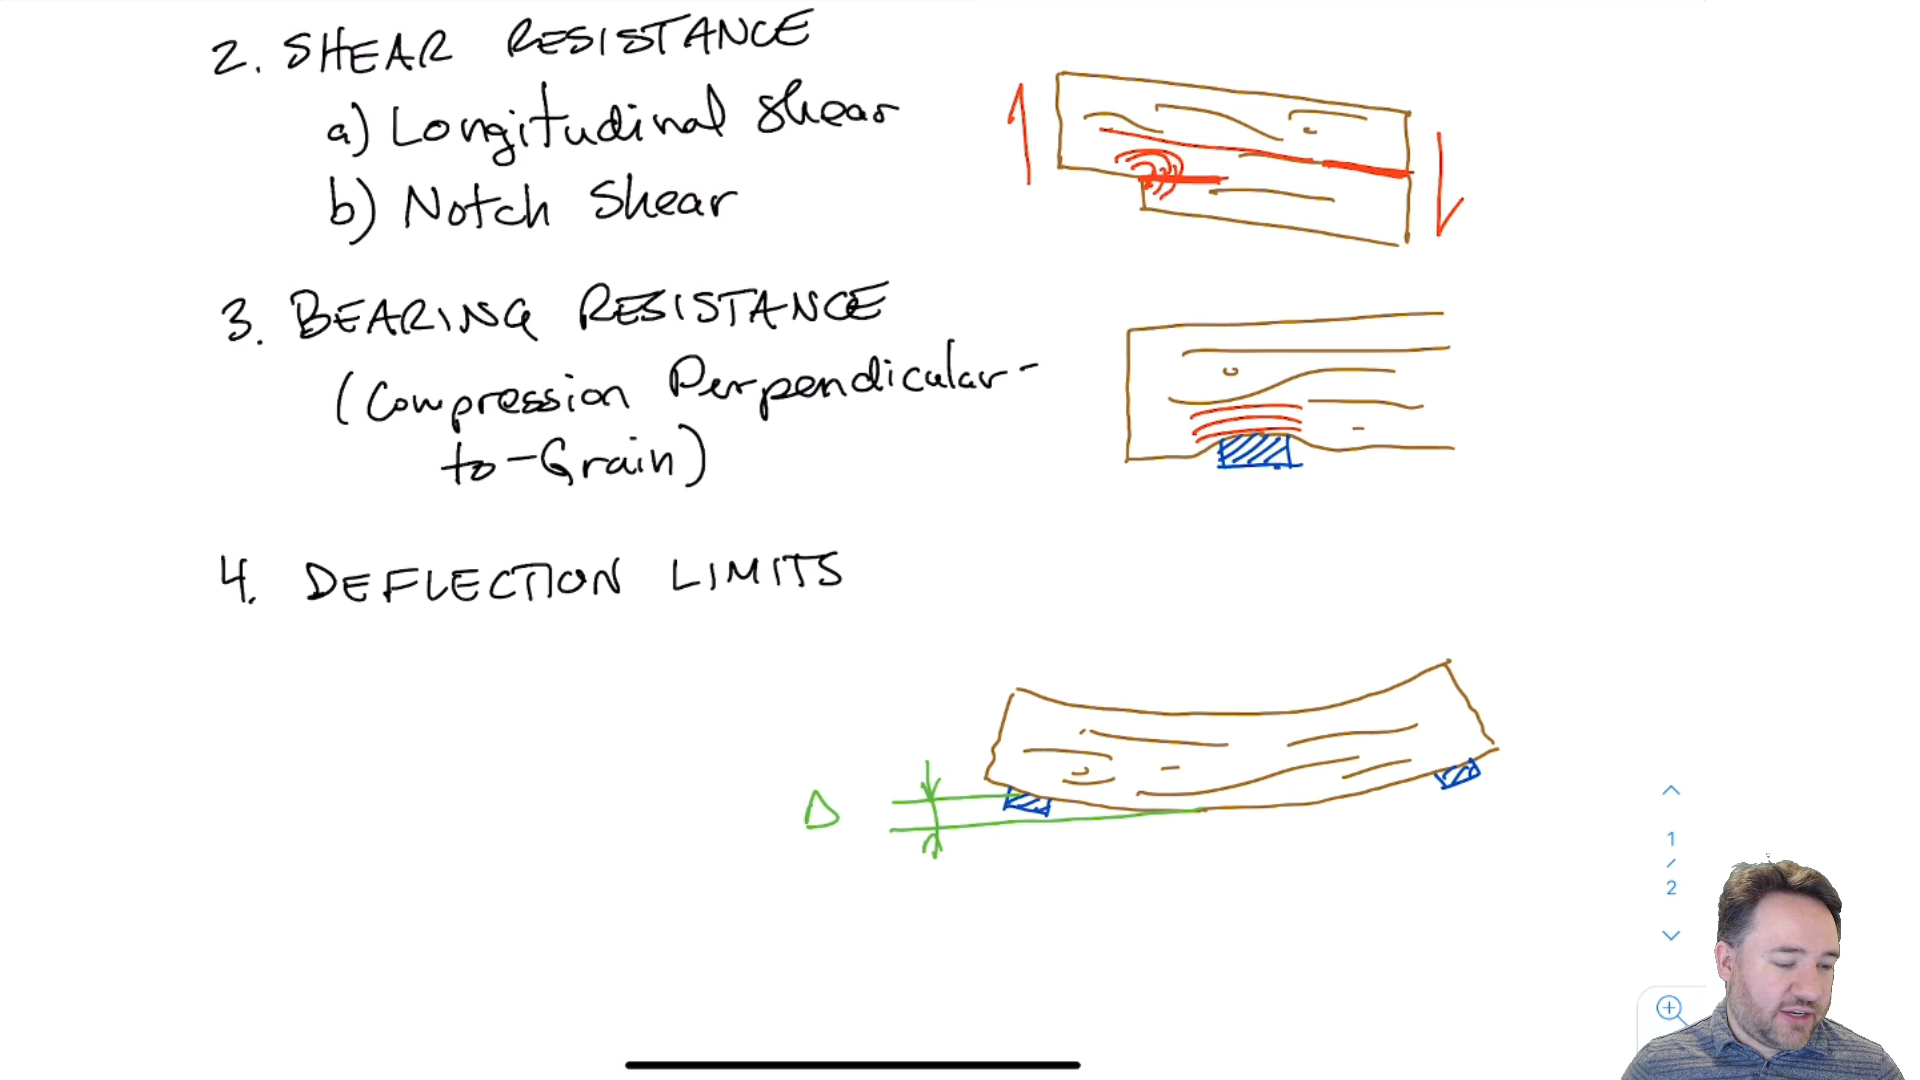 2. SHEAR RESISTANCE
a) Longitudinal shear
b) Notch Shear
3. BEARING RESISTANCE
(Compression Perpendicular-
to-Grain)
4. DEFLECTION LIMITS
Δ
1
/
2